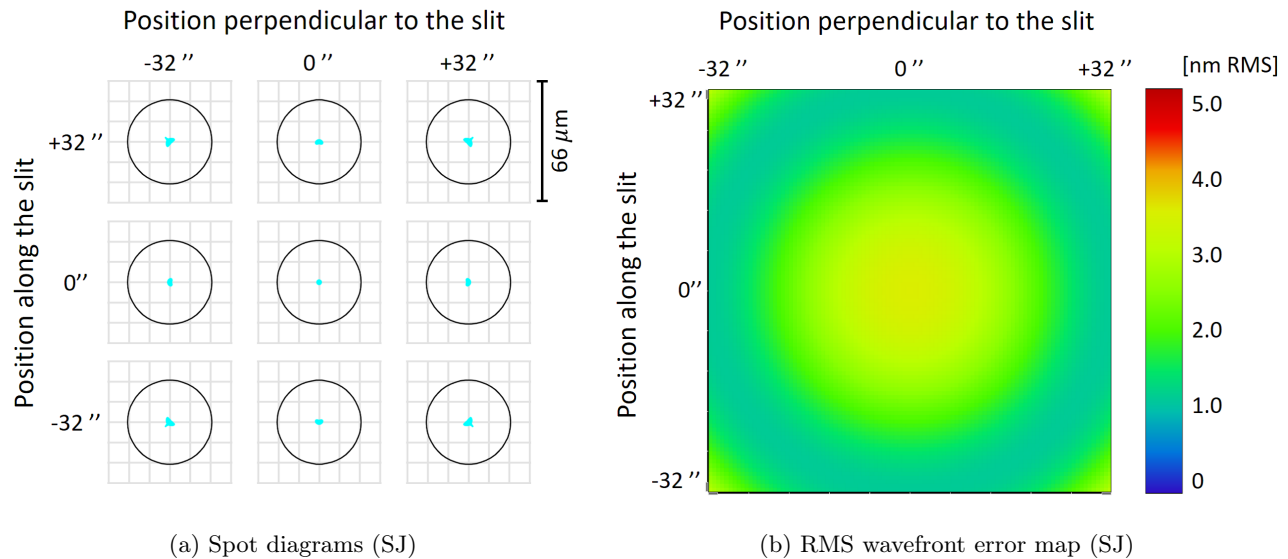 Position perpendicular to the slit
-32 ’’ 0 ’’ +32 ’’
Position along the slit
+32 ’’
0’’
-32 ’’
66 μm
(a) Spot diagrams (SJ)
Position perpendicular to the slit
-32 ’’ 0 ’’ +32 ’’
Position along the slit
+32 ’’
0’’
-32 ’’
[nm RMS]
5.0
4.0
3.0
2.0
1.0
0
(b) RMS wavefront error map (SJ)